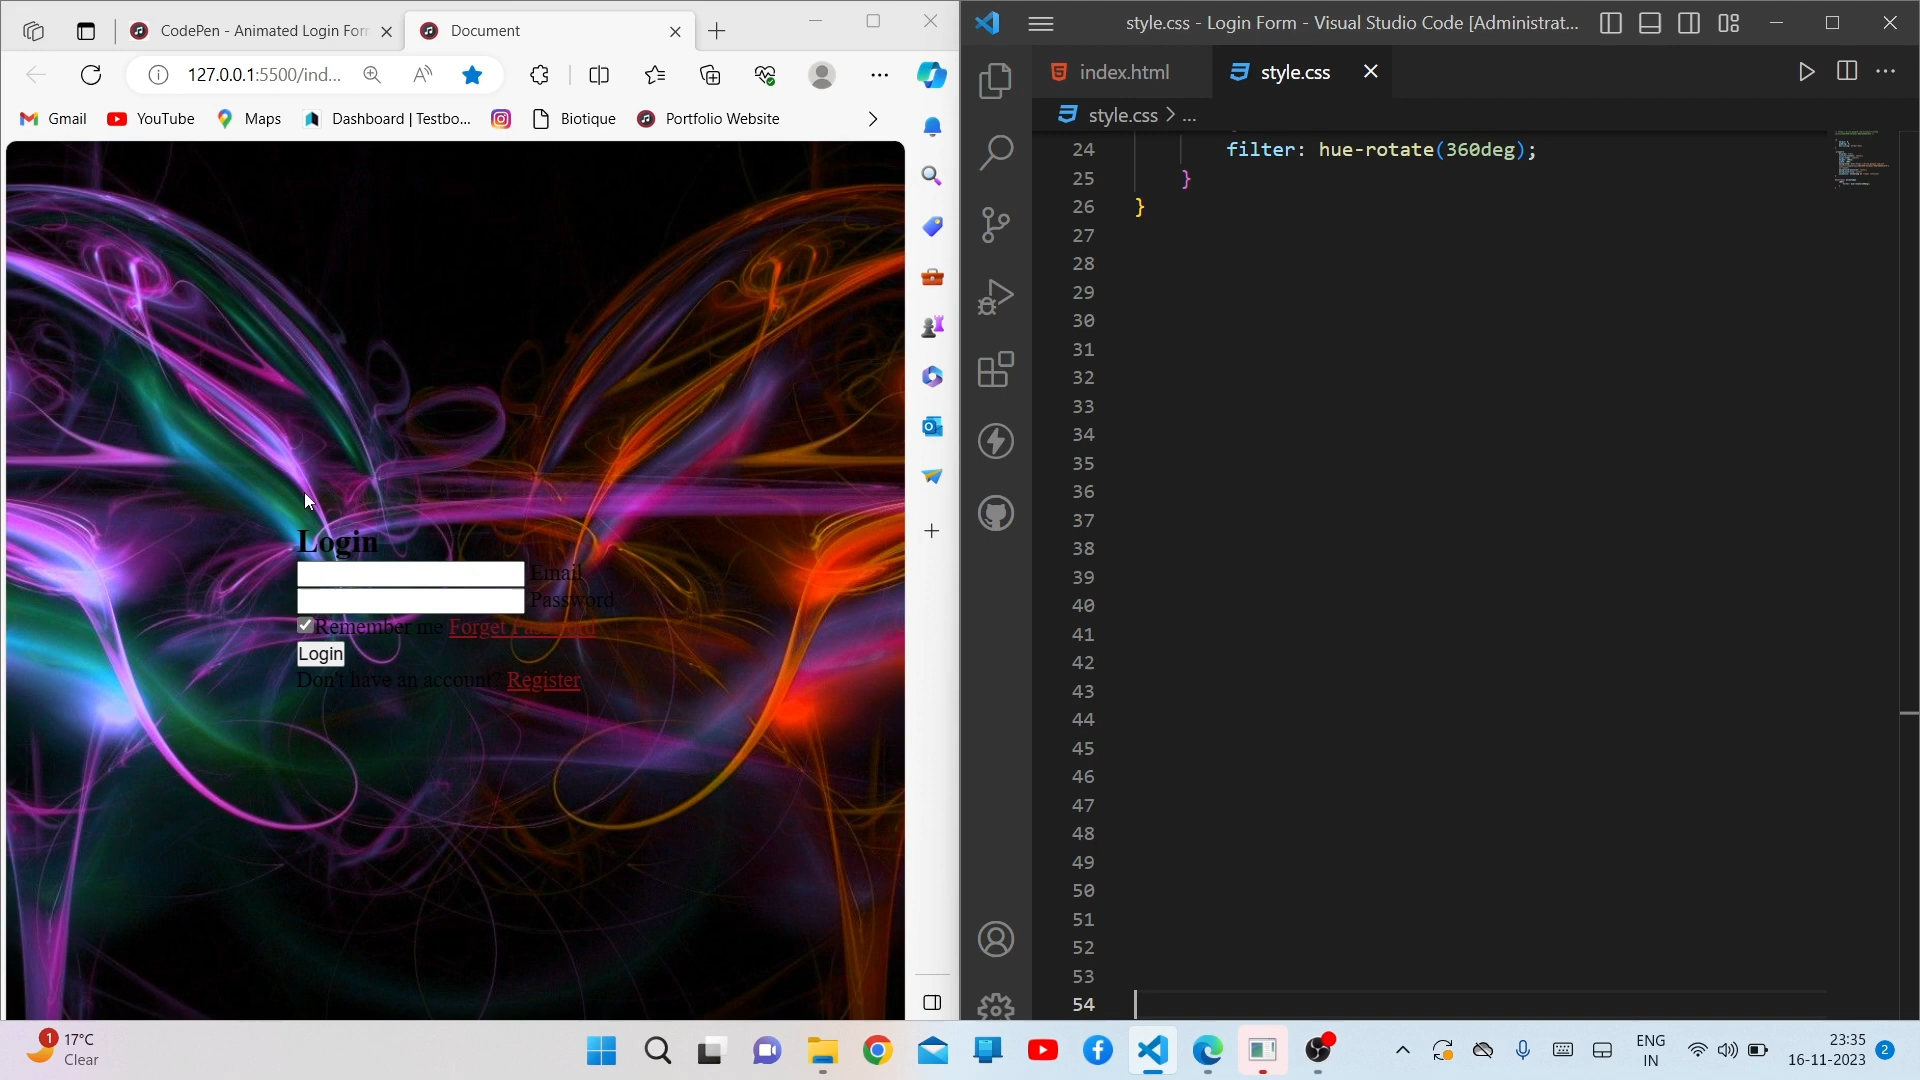 CodePen - Animated Login For
Document
127.0.0.1:5500/ind...
Gmail
YouTube
Maps
Dashboard | Testbo...
Biotique
Portfolio Website
Login
Email
Password
Remember me Forget Password
Login
Don't have an account? Register
style.css - Login Form - Visual Studio Code [Administrat...
index.html
style.css
style.css > ...
24 filter: hue-rotate(360deg);
25 }
26 }
27
28
29
30
31
32
33
34
35
36
37
38
39
40
41
42
43
44
45
46
47
48
49
50
51
52
53
54
1
17°C
Clear
ENG
IN
23:35
16-11-2023
2